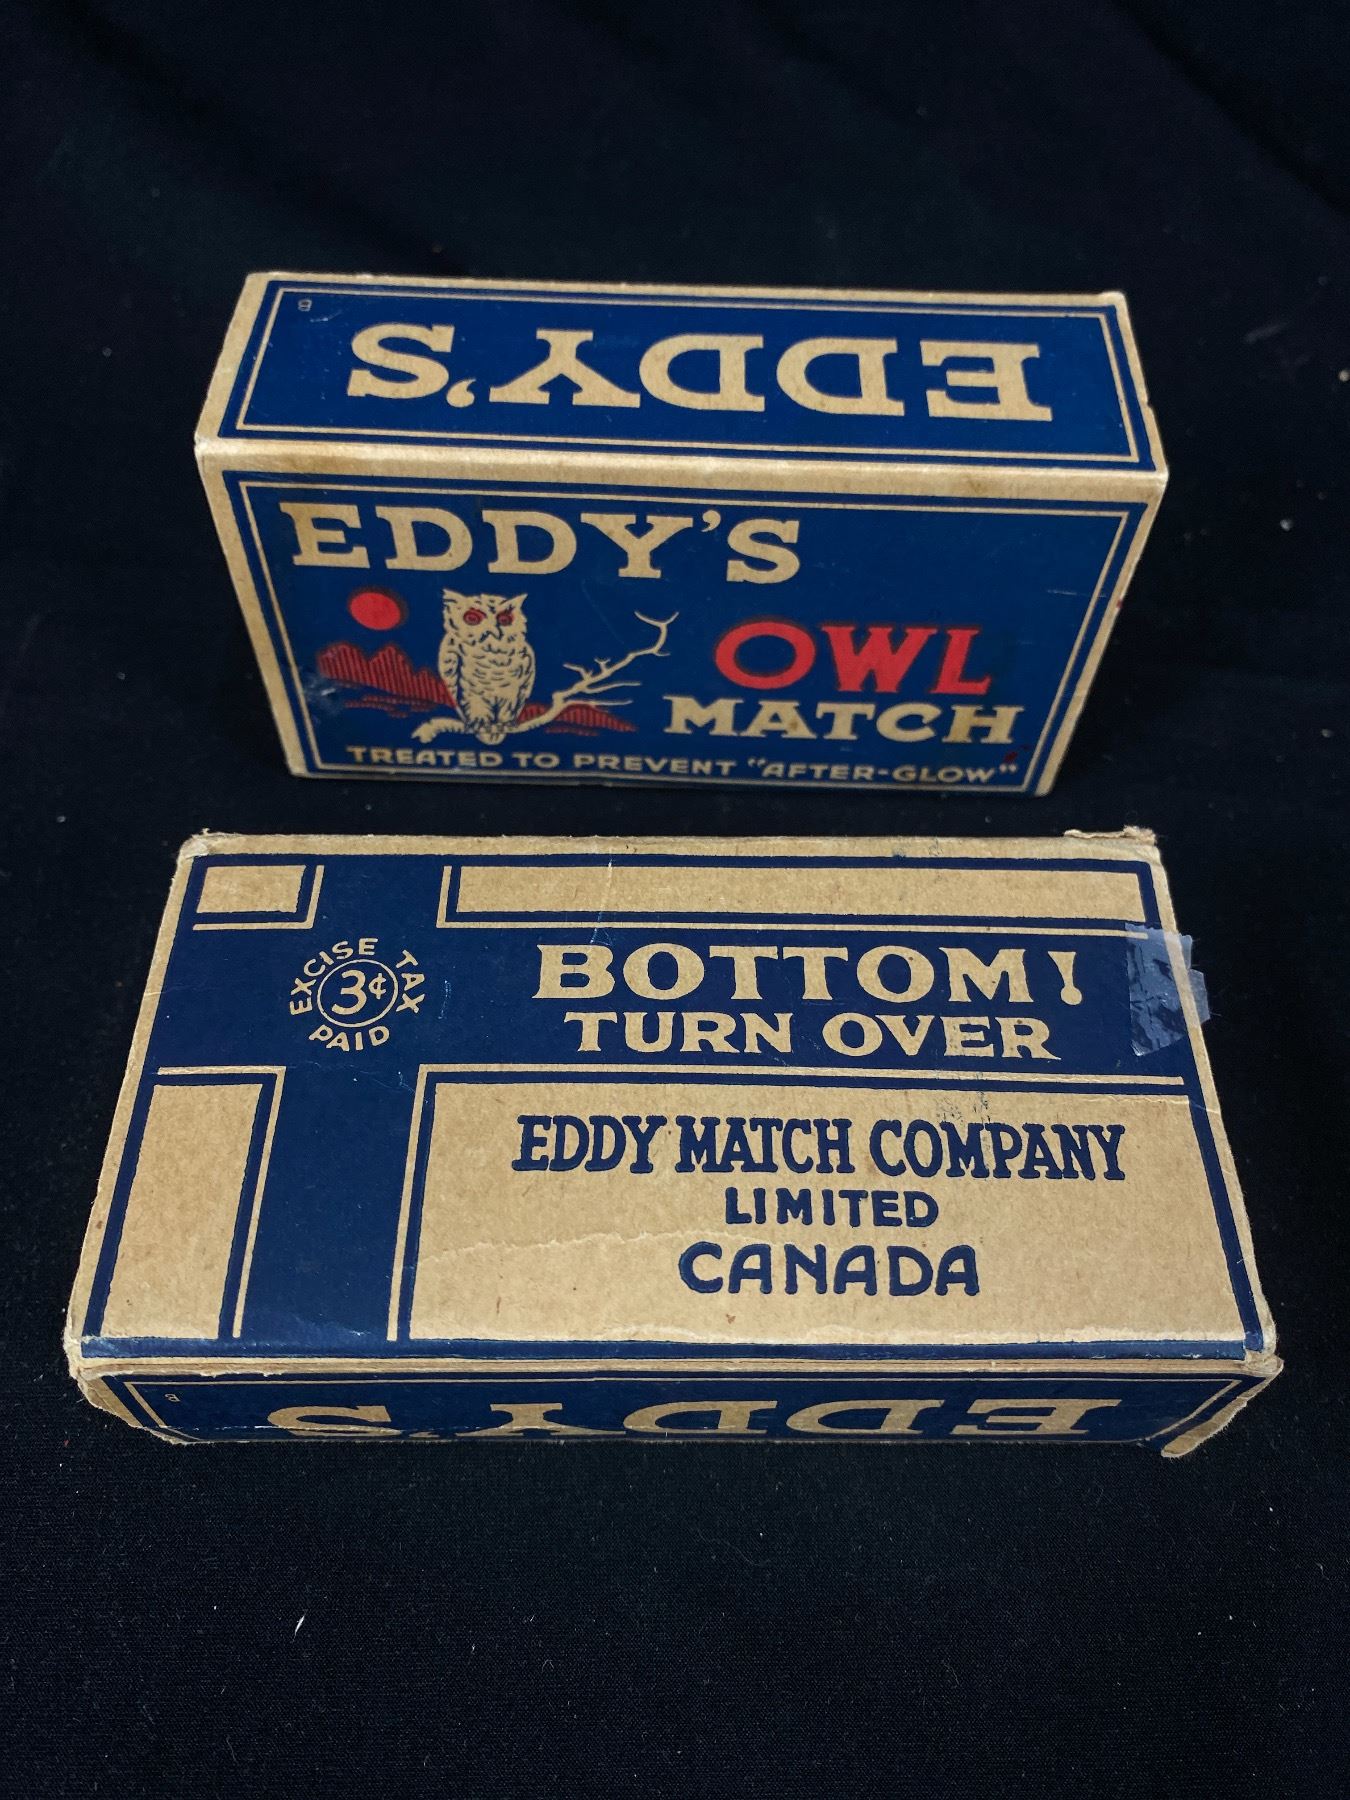 EDDY'S
EDDY'S
OWL
MATCH
TREATED TO PREVENT "AFTER-GLOW"
EXCISE TAX
3¢
PAID
BOTTOM!
TURN OVER
EDDY MATCH COMPANY
LIMITED
CANADA
EDDY'S